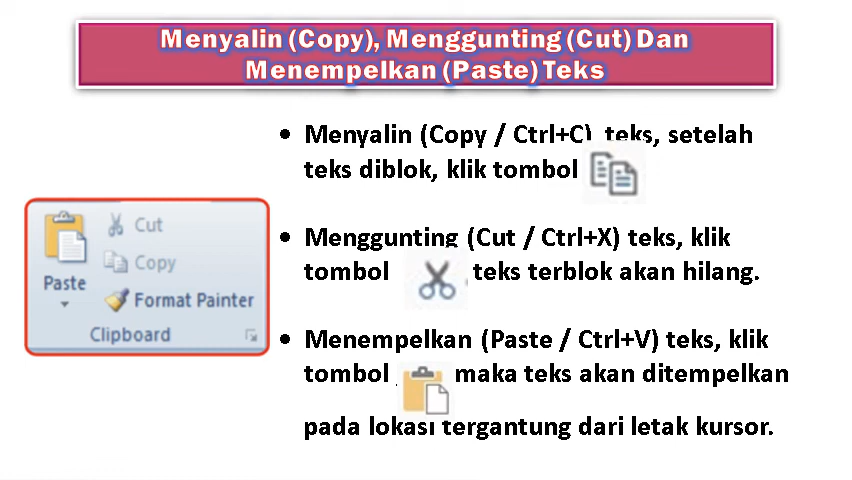 Menyalin (Copy), Menggunting (Cut) Dan
Menempelkan (Paste) Teks
• Menyalin (Copy / Ctrl+C) teks, setelah
teks diblok, klik tombol
• Menggunting (Cut / Ctrl+X) teks, klik
tombol , teks terblok akan hilang.
• Menempelkan (Paste / Ctrl+V) teks, klik
tombol , maka teks akan ditempelkan
pada lokasi tergantung dari letak kursor.
Paste
Cut
Copy
Format Painter
Clipboard